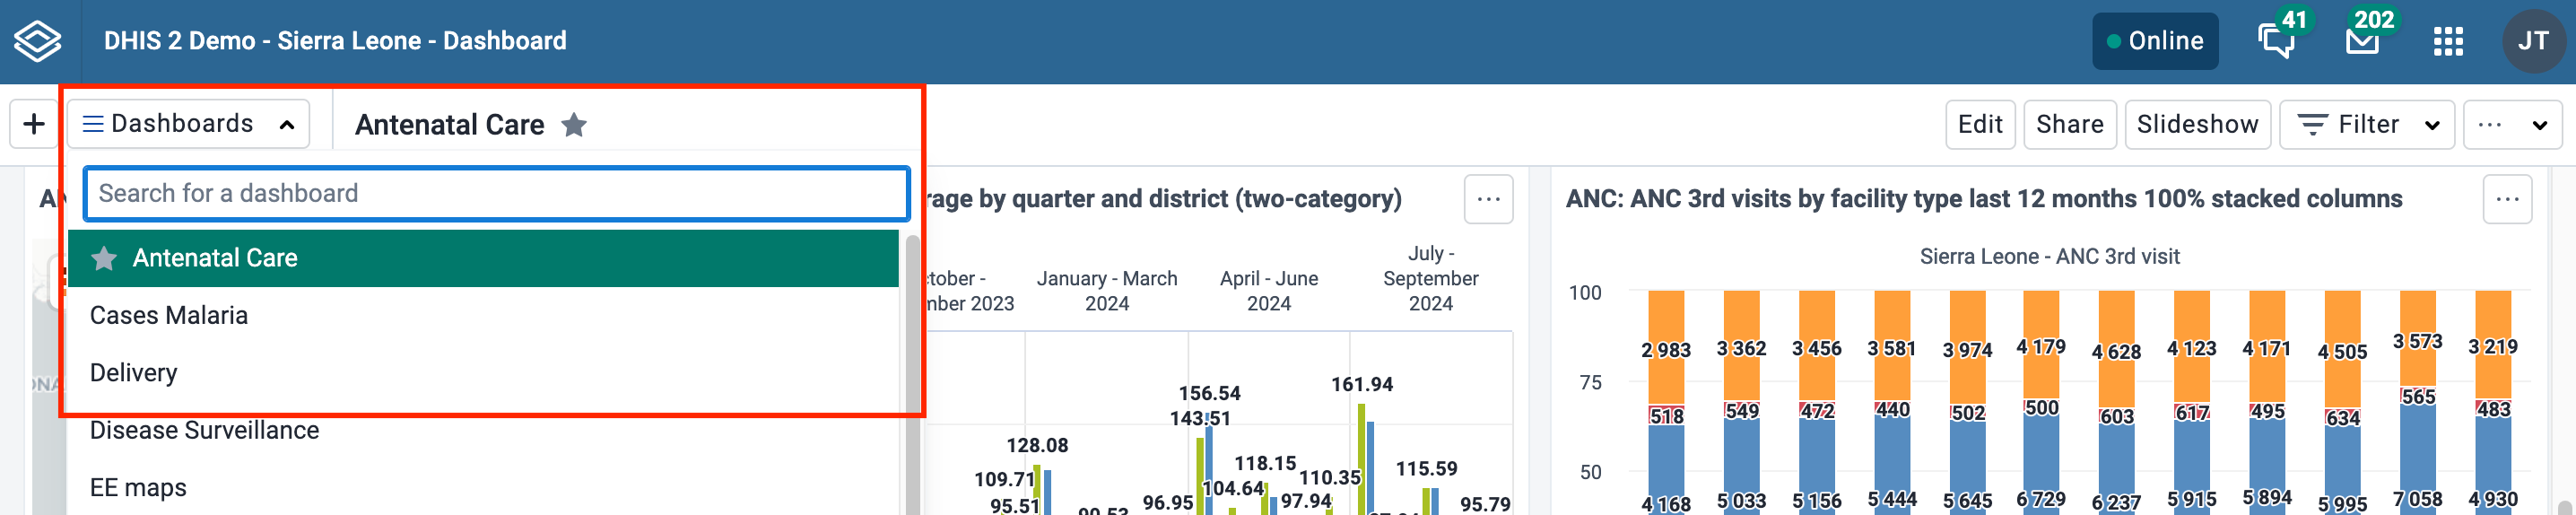 DHIS 2 Demo - Sierra Leone - Dashboard
Online
41
202
JT
Dashboards
Antenatal Care
Edit
Share
Slideshow
Filter
Search for a dashboard
Antenatal Care
Cases Malaria
Delivery
Disease Surveillance
EE maps
rage by quarter and district (two-category)
January - March
2024
April - June
2024
July -
September
2024
128.08
109.71
95.51
96.95
156.54
143.51
104.64
118.15
97.94
110.35
161.94
115.59
95.79
ANC: ANC 3rd visits by facility type last 12 months 100% stacked columns
Sierra Leone - ANC 3rd visit
100
75
50
2 983 3 362 3 456 3 581 3 974 4 179 4 628 4 123 4 171 4 505 3 573 3 219
518 549 472 440 502 500 603 617 495 634 565 483
4 168 5 033 5 156 5 444 5 645 6 729 6 237 5 915 5 894 5 995 7 058 4 930